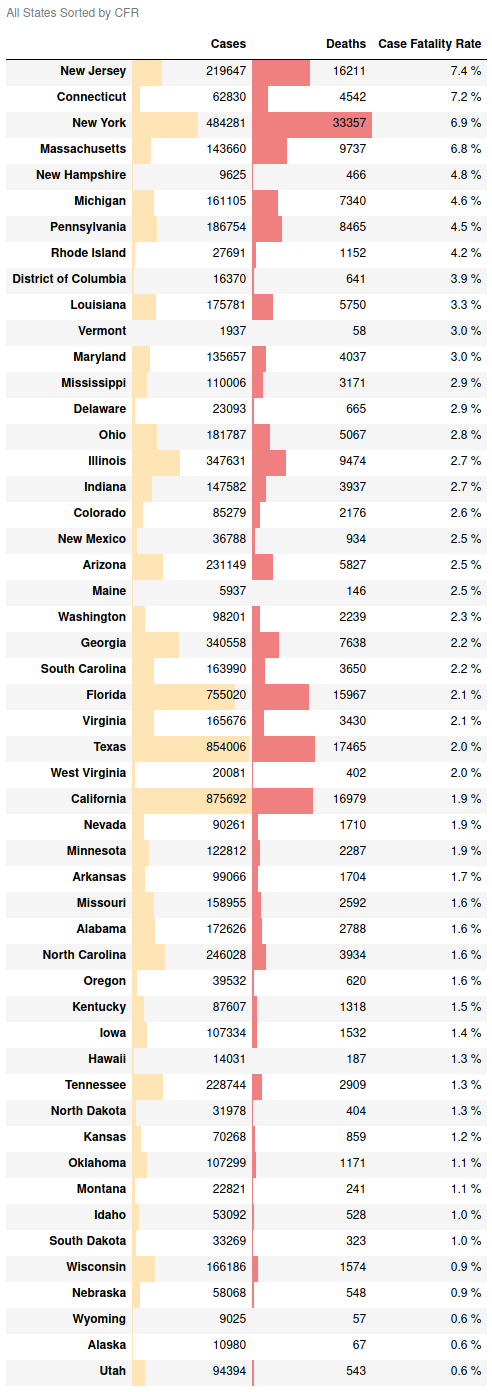 All States Sorted by CFR
Cases Deaths Case Fatality Rate
New Jersey 219647 16211 7.4 %
Connecticut 62830 4542 7.2 %
New York 484281 33357 6.9 %
Massachusetts 143660 9737 6.8 %
New Hampshire 9625 466 4.8 %
Michigan 161105 7340 4.6 %
Pennsylvania 186754 8465 4.5 %
Rhode Island 27691 1152 4.2 %
District of Columbia 16370 641 3.9 %
Louisiana 175781 5750 3.3 %
Vermont 1937 58 3.0 %
Maryland 135657 4037 3.0 %
Mississippi 110006 3171 2.9 %
Delaware 23093 665 2.9 %
Ohio 181787 5067 2.8 %
Illinois 347631 9474 2.7 %
Indiana 147582 3937 2.7 %
Colorado 85279 2176 2.6 %
New Mexico 36788 934 2.5 %
Arizona 231149 5827 2.5 %
Maine 5937 146 2.5 %
Washington 98201 2239 2.3 %
Georgia 340558 7638 2.2 %
South Carolina 163990 3650 2.2 %
Florida 755020 15967 2.1 %
Virginia 165676 3430 2.1 %
Texas 854006 17465 2.0 %
West Virginia 20081 402 2.0 %
California 875692 16979 1.9 %
Nevada 90261 1710 1.9 %
Minnesota 122812 2287 1.9 %
Arkansas 99066 1704 1.7 %
Missouri 158955 2592 1.6 %
Alabama 172626 2788 1.6 %
North Carolina 246028 3934 1.6 %
Oregon 39532 620 1.6 %
Kentucky 87607 1318 1.5 %
Iowa 107334 1532 1.4 %
Hawaii 14031 187 1.3 %
Tennessee 228744 2909 1.3 %
North Dakota 31978 404 1.3 %
Kansas 70268 859 1.2 %
Oklahoma 107299 1171 1.1 %
Montana 22821 241 1.1 %
Idaho 53092 528 1.0 %
South Dakota 33269 323 1.0 %
Wisconsin 166186 1574 0.9 %
Nebraska 58068 548 0.9 %
Wyoming 9025 57 0.6 %
Alaska 10980 67 0.6 %
Utah 94394 543 0.6 %